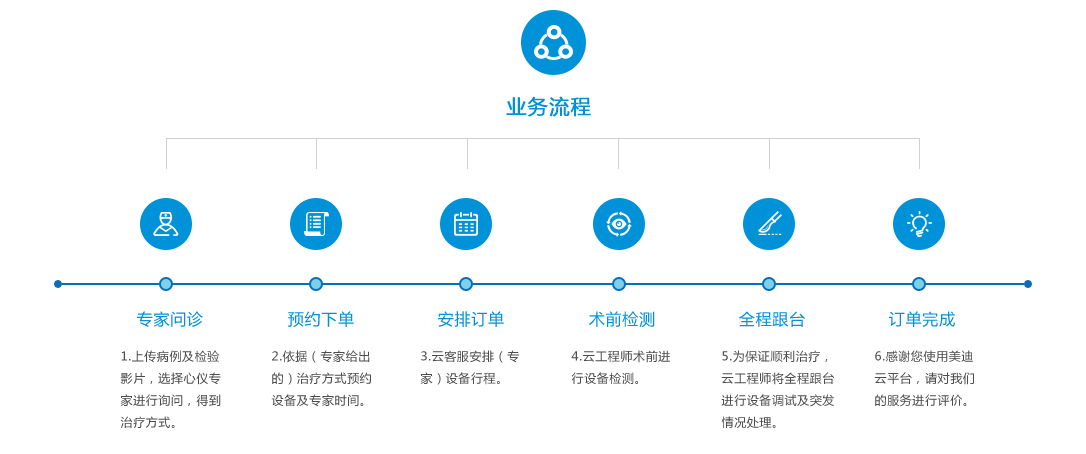 业务流程
专家问诊
1.上传病例及检验
影片，选择心仪专
家进行询问，得到
治疗方式。
预约下单
2.依据（专家给出
的）治疗方式预约
设备及专家时间。
安排订单
3.云客服安排（专
家）设备行程。
术前检测
4.云工程师术前进
行设备检测。
全程跟台
5.为保证顺利治疗，
云工程师将全程跟台
进行设备调试及突发
情况处理。
订单完成
6.感谢您使用美迪
云平台，请对我们
的服务进行评价。